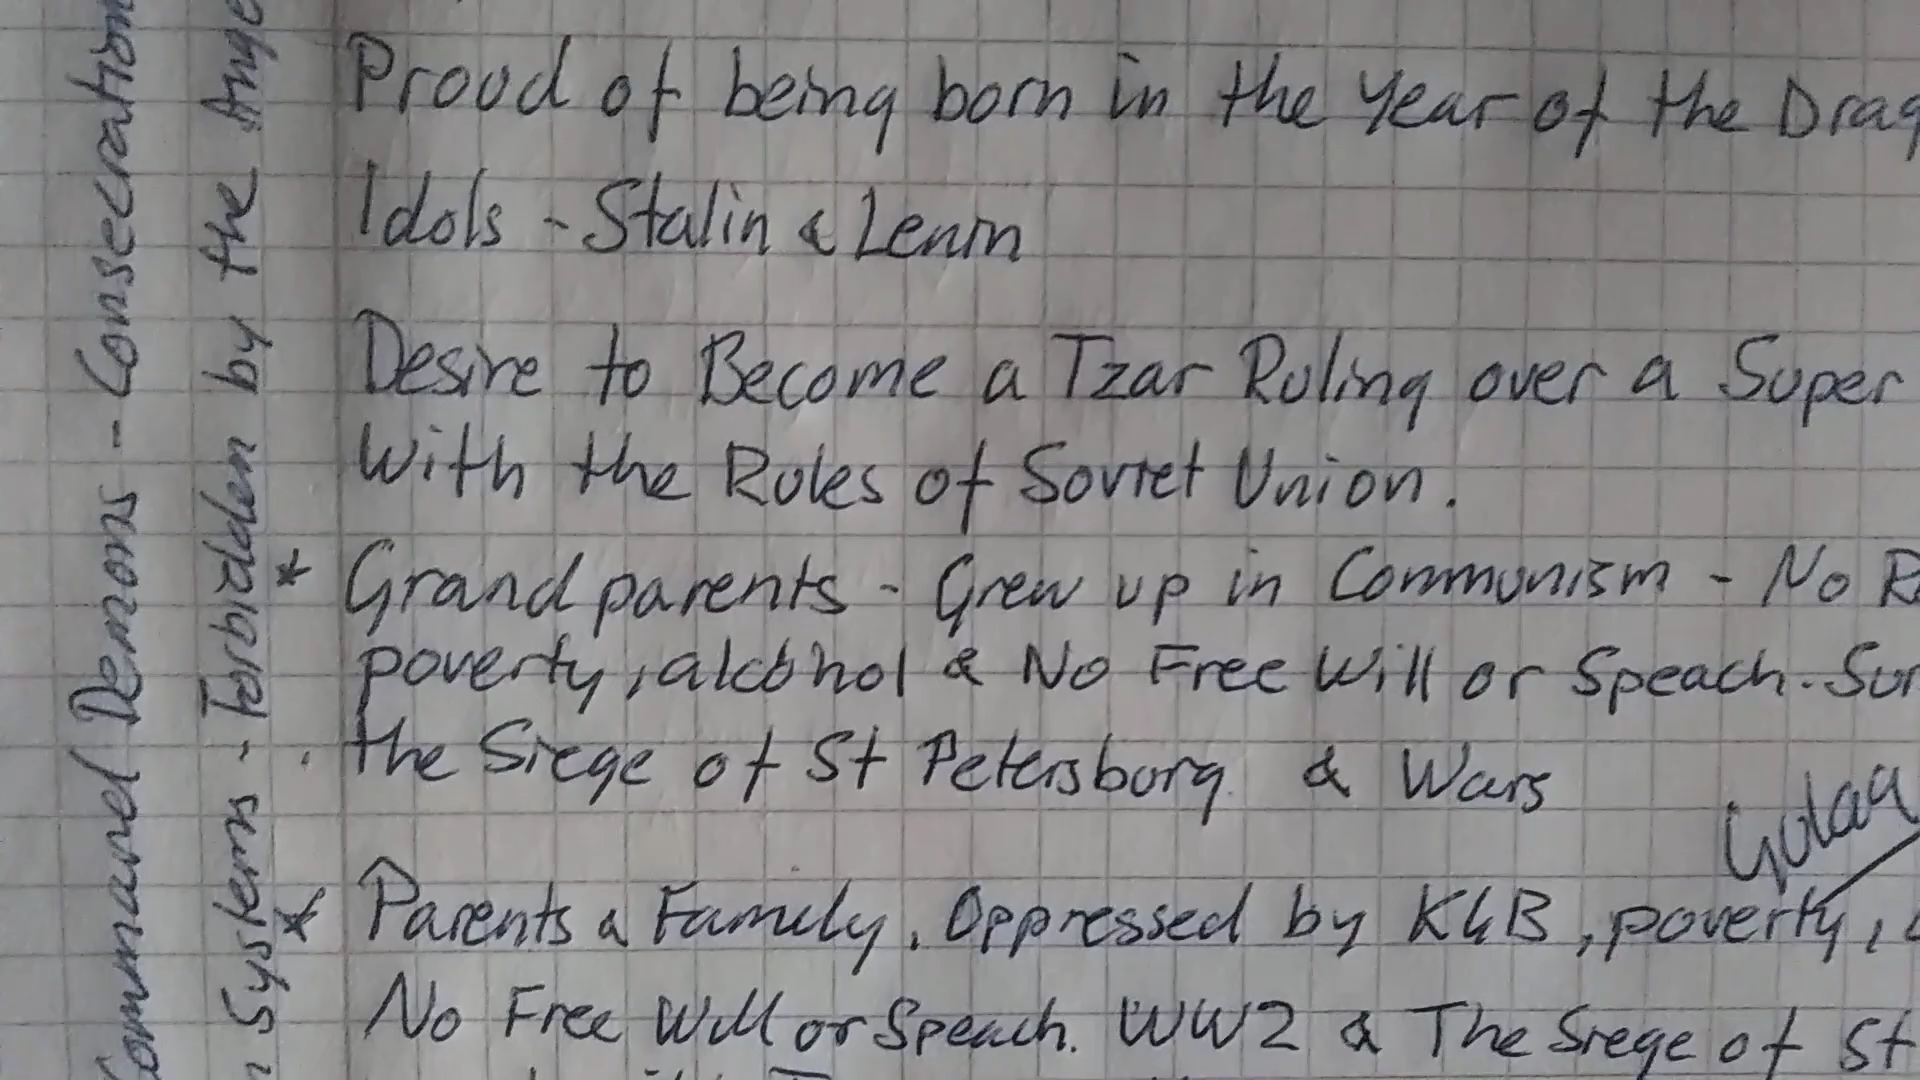 Commanded Demons - Consecration
Systems - Forbidden by the Ange
Proud of being born in the Year of the Drag
Idols - Stalin & Lenin
Desire to Become a Tzar Ruling over a Super
With the Rules of Soviet Union.
* Grandparents - Grew up in Communism - No R
poverty, alcohol & No Free Will or Speach. Sur
the Siege of St Petersburg & Wars
Gulag
* Parents & Family. Oppressed by KGB, poverty,
No Free Will or Speach. WW2 & The Siege of St